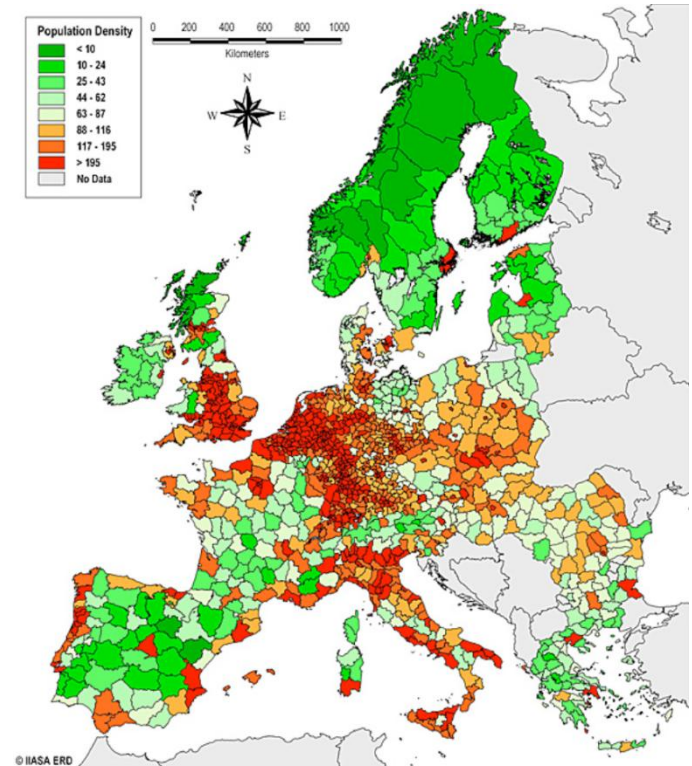 Population Density
< 10
10 - 24
25 - 43
44 - 62
63 - 87
88 - 116
117 - 195
> 195
No Data
0 200 400 600 800 1000
Kilometers
N
W E
S
© IIASA ERD